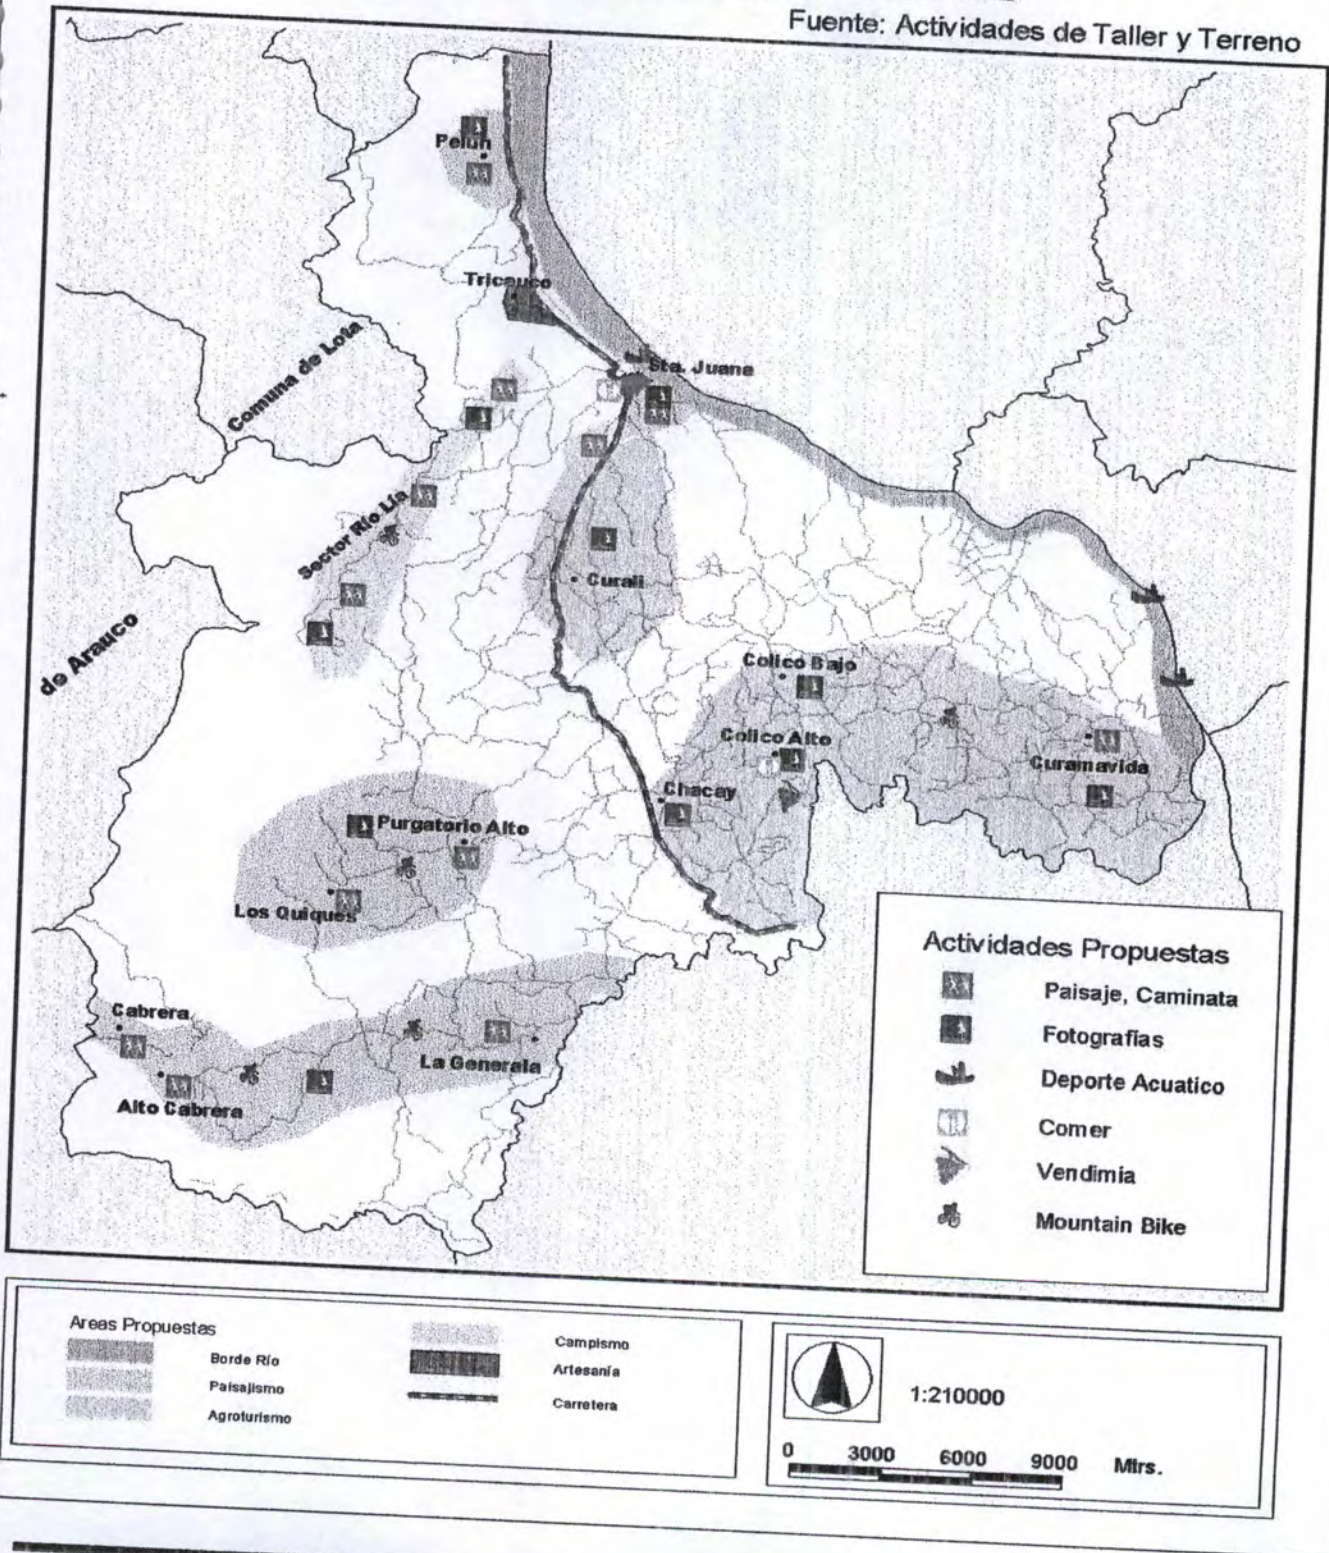 Fuente: Actividades de Taller y Terreno
Pelun
Tricauco
Sta. Juana
Comuna de Lota
Sector Río Lía
Curali
de Arauco
Colico Bajo
Colico Alto
Curamavida
Chacay
Purgatorio Alto
Los Quiques
Cabrera
La Generala
Alto Cabrera
Actividades Propuestas
Paisaje, Caminata
Fotografías
Deporte Acuatico
Comer
Vendimia
Mountain Bike
Areas Propuestas
Borde Río
Paisajismo
Agroturismo
Campismo
Artesanía
Carretera
1:210000
0 3000 6000 9000 Mtrs.